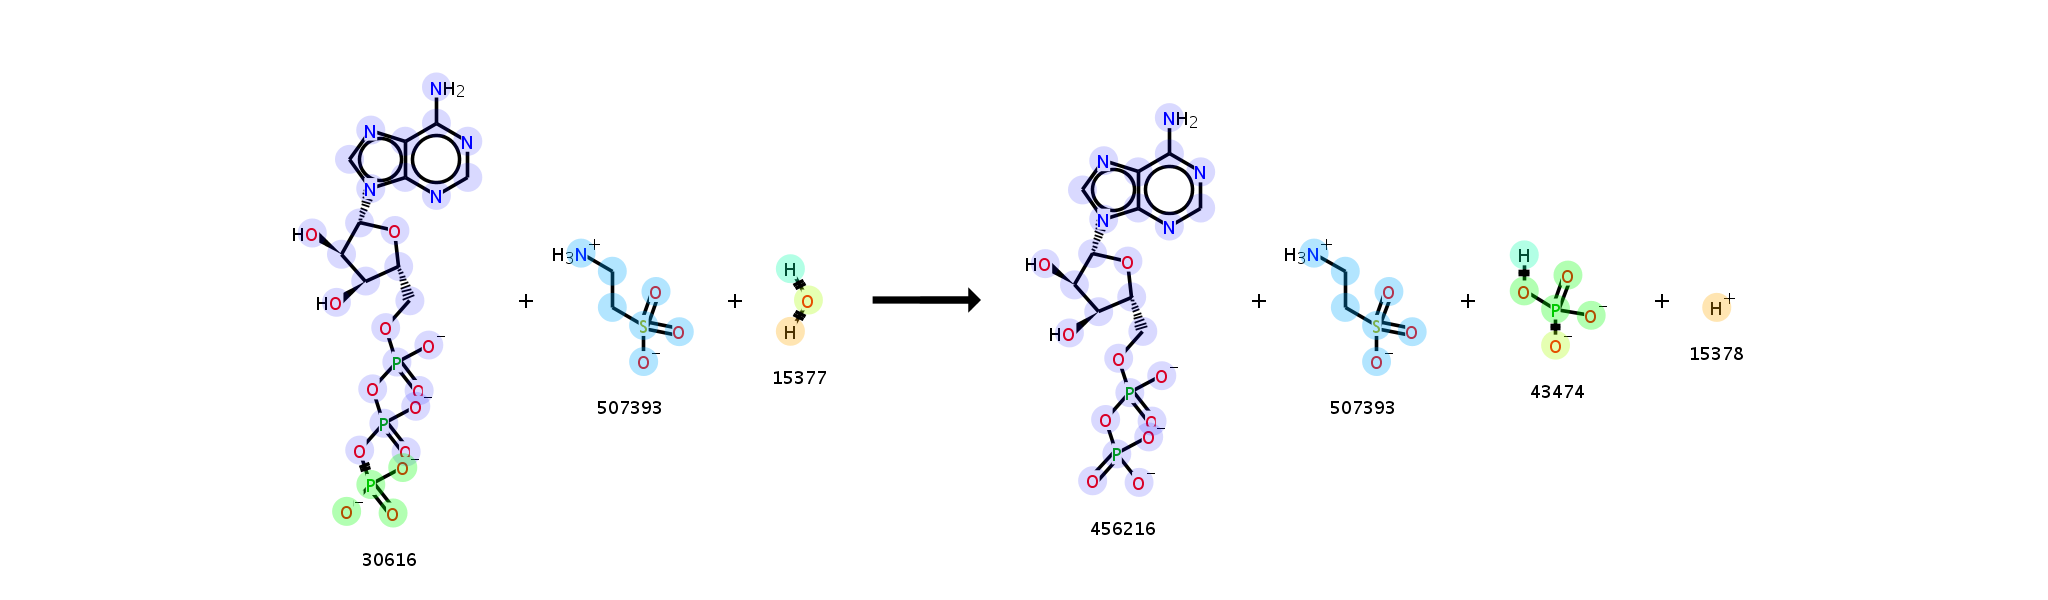 NH2
N
N
N
N
O
HO
HO
O
O−
P
O
O
O−
P
O
O
O−
P
O−
O
30616
+
H3N+
O
S
O
O−
507393
+
H
O
H
15377
NH2
N
N
N
N
O
HO
HO
O
O−
P
O
O
O−
P
O
O−
456216
+
H3N+
O
S
O
O−
507393
+
H
O
O
P
O−
O−
43474
+
H+
15378